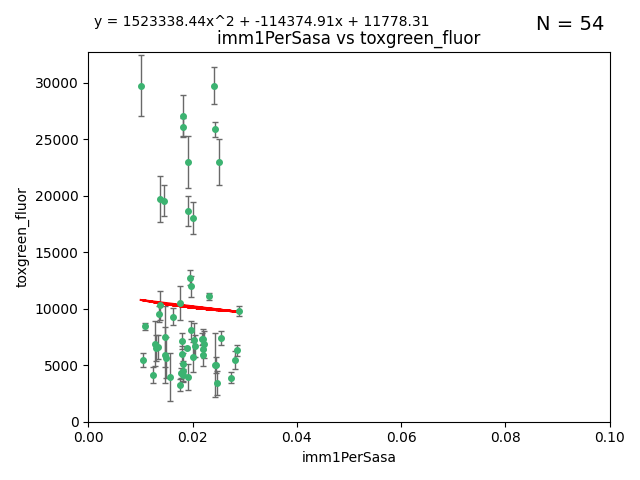 y = 1523338.44x^2 + -114374.91x + 11778.31
N = 54
imm1PerSasa vs toxgreen_fluor
30000
25000
20000
15000
10000
5000
0
toxgreen_fluor
0.00 0.02 0.04 0.06 0.08 0.10
imm1PerSasa